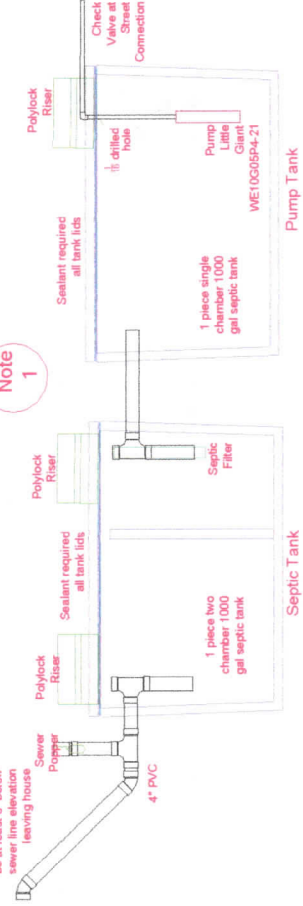 sewer line elevation
leaving house
Sewer
Popper
4" PVC
Polylock
Riser
Sealant required
all tank lids
Polylock
Riser
1 piece two
chamber 1000
gal septic tank
Septic
Filter
Septic Tank
Note
1
Sealant required
all tank lids
Polylock
Riser
drilled
hole
Check
Valve at
Street
Connection
1 piece single
chamber 1000
gal septic tank
Pump
Little
Giant
WE10G05P4-21
Pump Tank